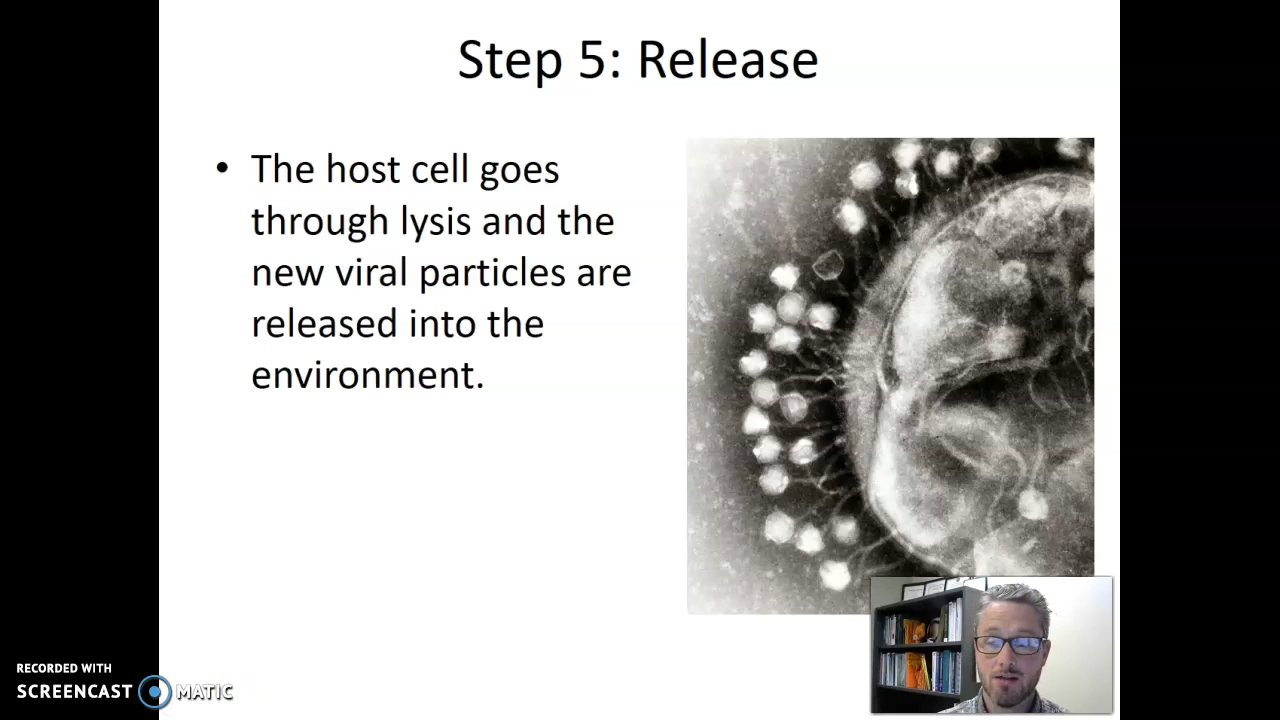 Step 5: Release
• The host cell goes
through lysis and the
new viral particles are
released into the
environment.
RECORDED WITH
SCREENCAST MATIC